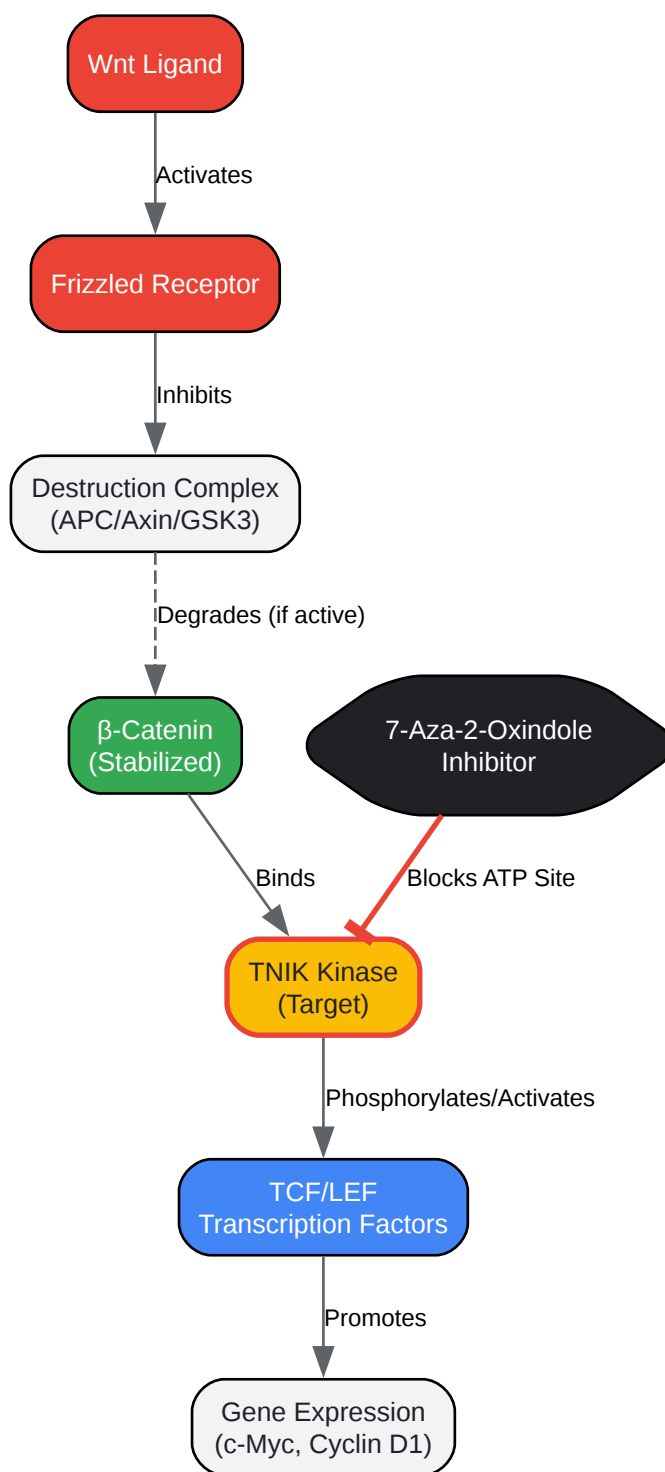 Wnt Ligand
Activates
Frizzled Receptor
Inhibits
Destruction Complex
(APC/Axin/GSK3)
Degrades (if active)
β-Catenin
(Stabilized)
7-Aza-2-Oxindole
Inhibitor
Binds
Blocks ATP Site
TNIK Kinase
(Target)
Phosphorylates/Activates
TCF/LEF
Transcription Factors
Promotes
Gene Expression
(c-Myc, Cyclin D1)